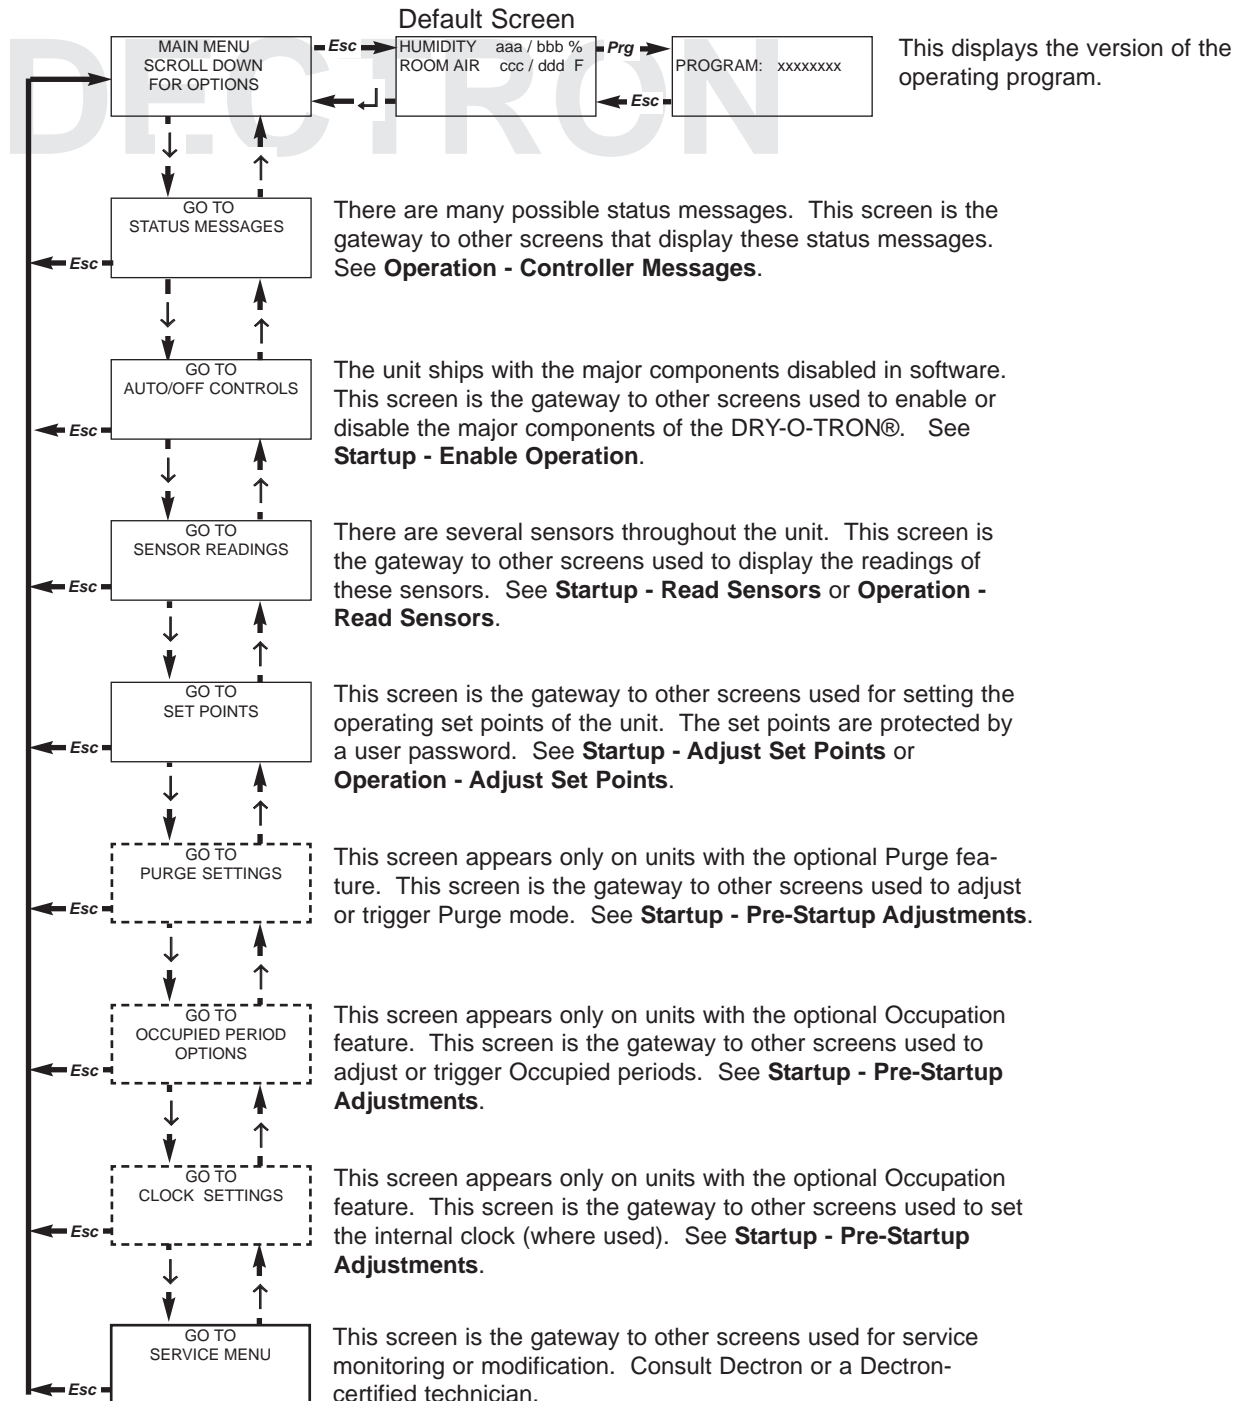 DECTRON
Default Screen
MAIN MENU
SCROLL DOWN
FOR OPTIONS
Esc
HUMIDITY aaa / bbb %
ROOM AIR ccc / ddd F
Prg
Esc
PROGRAM: xxxxxxxx
This displays the version of the
operating program.
GO TO
STATUS MESSAGES
Esc
There are many possible status messages. This screen is the
gateway to other screens that display these status messages.
See Operation - Controller Messages.
GO TO
AUTO/OFF CONTROLS
Esc
The unit ships with the major components disabled in software.
This screen is the gateway to other screens used to enable or
disable the major components of the DRY-O-TRON®. See
Startup - Enable Operation.
GO TO
SENSOR READINGS
Esc
There are several sensors throughout the unit. This screen is
the gateway to other screens used to display the readings of
these sensors. See Startup - Read Sensors or Operation -
Read Sensors.
GO TO
SET POINTS
Esc
This screen is the gateway to other screens used for setting the
operating set points of the unit. The set points are protected by
a user password. See Startup - Adjust Set Points or
Operation - Adjust Set Points.
GO TO
PURGE SETTINGS
Esc
This screen appears only on units with the optional Purge fea-
ture. This screen is the gateway to other screens used to adjust
or trigger Purge mode. See Startup - Pre-Startup Adjustments.
GO TO
OCCUPIED PERIOD
OPTIONS
Esc
This screen appears only on units with the optional Occupation
feature. This screen is the gateway to other screens used to
adjust or trigger Occupied periods. See Startup - Pre-Startup
Adjustments.
GO TO
CLOCK SETTINGS
Esc
This screen appears only on units with the optional Occupation
feature. This screen is the gateway to other screens used to set
the internal clock (where used). See Startup - Pre-Startup
Adjustments.
GO TO
SERVICE MENU
Esc
This screen is the gateway to other screens used for service
monitoring or modification. Consult Dectron or a Dectron-
certified technician.